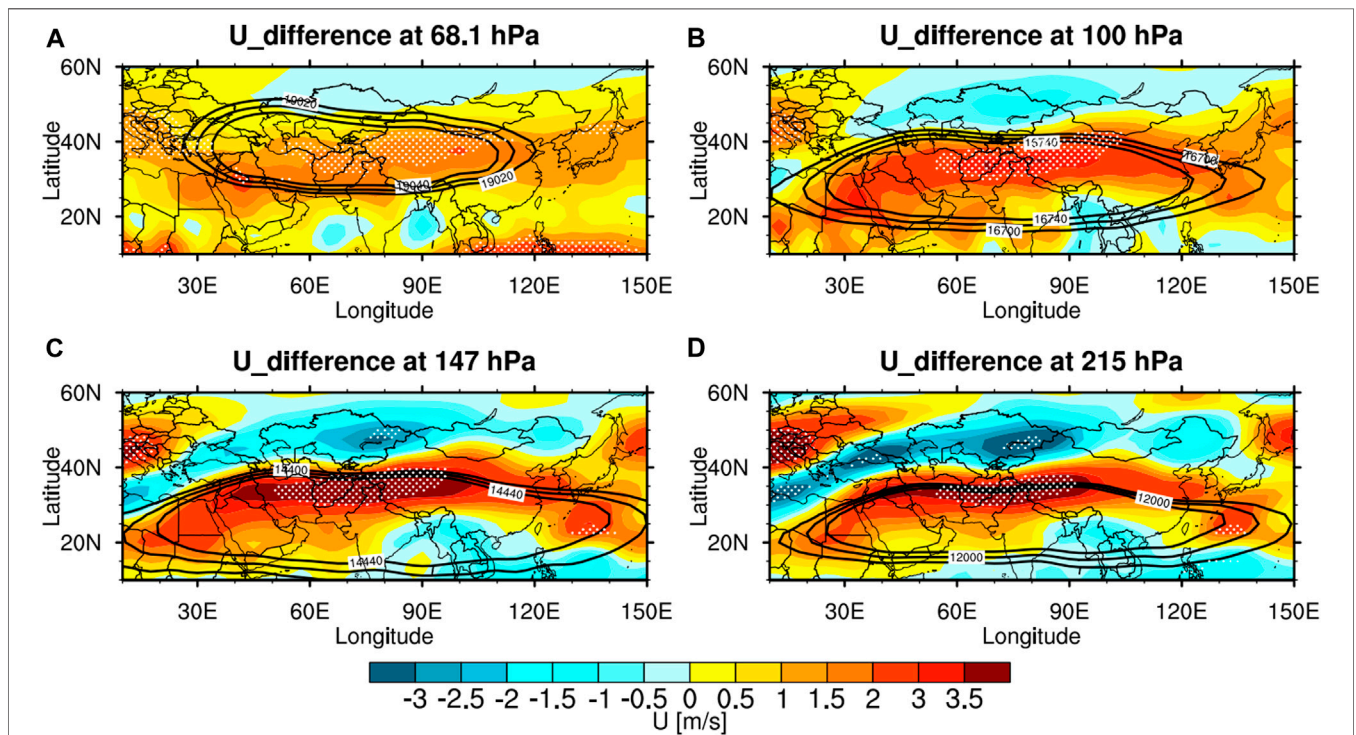 A
U_difference at 68.1 hPa
60N
40N
20N
Latitude
19020
19040
19020
30E
60E
90E
120E
150E
Longitude
B
U_difference at 100 hPa
60N
40N
20N
Latitude
16740
16700
16740
16700
30E
60E
90E
120E
150E
Longitude
C
U_difference at 147 hPa
60N
40N
20N
Latitude
14400
14440
14440
30E
60E
90E
120E
150E
Longitude
D
U_difference at 215 hPa
60N
40N
20N
Latitude
12000
12000
30E
60E
90E
120E
150E
Longitude
-3 -2.5 -2 -1.5 -1 -0.5 0 0.5 1 1.5 2 3 3.5
U [m/s]